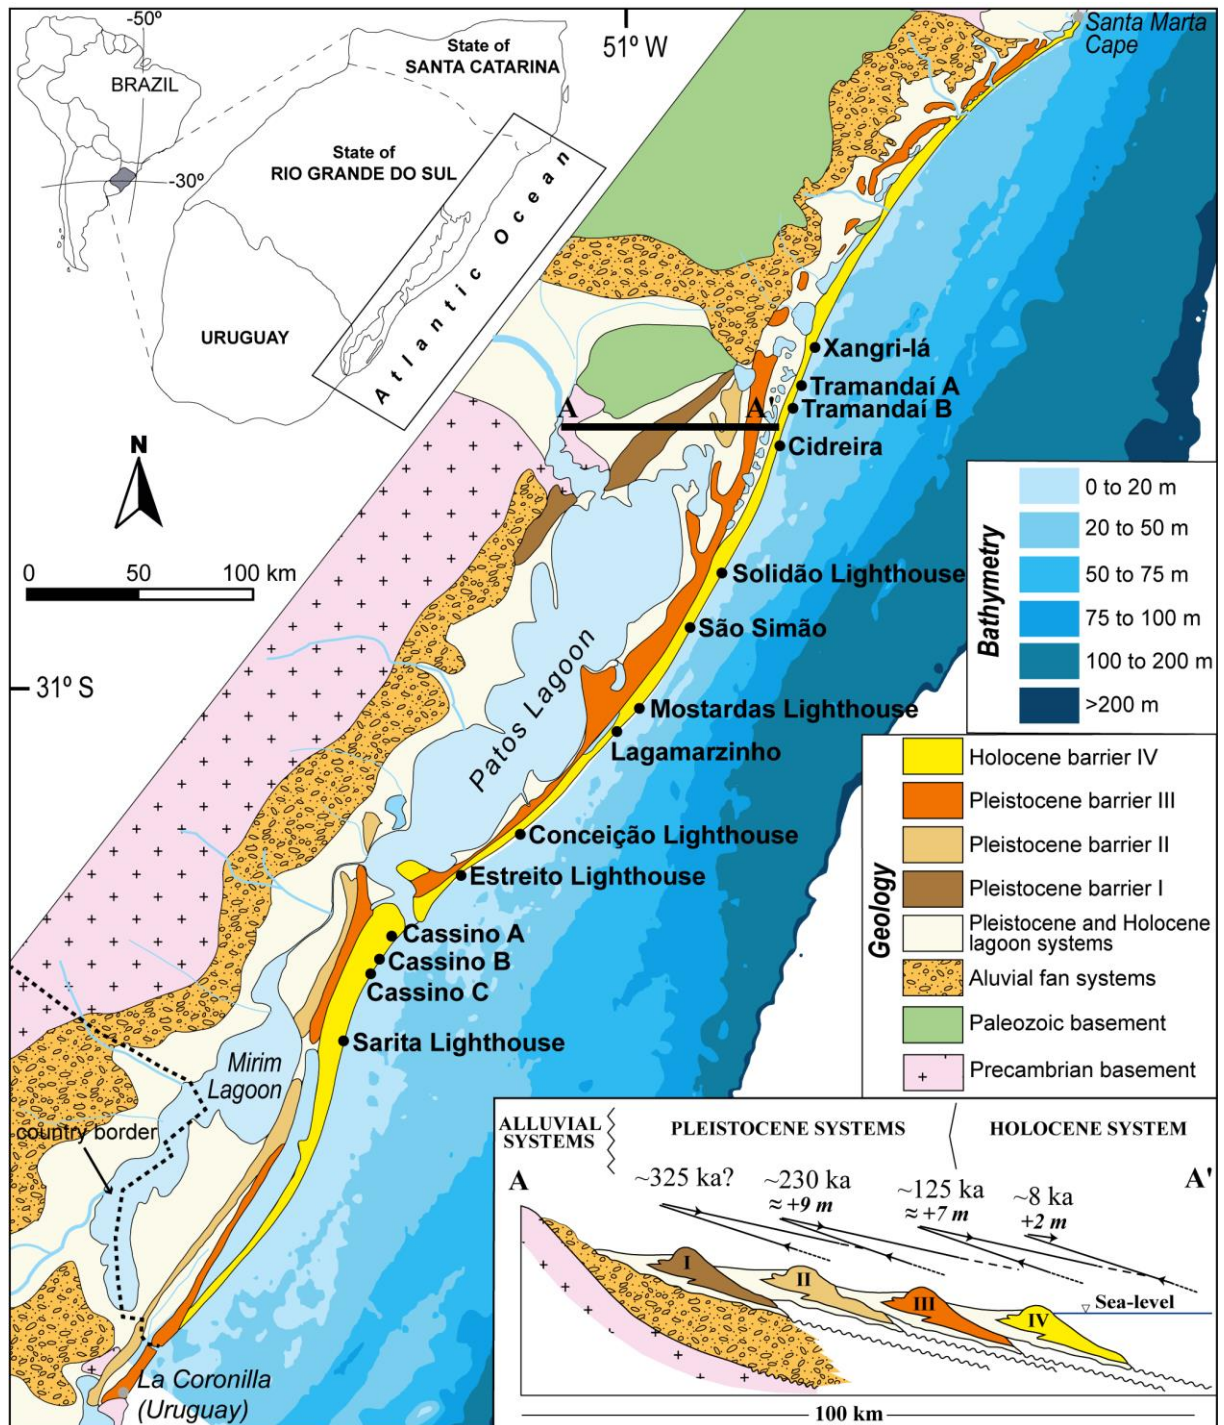 -50º
BRAZIL
-30º
State of
SANTA CATARINA
State of
RIO GRANDE DO SUL
URUGUAY
Atlantic Ocean
51º W
Santa Marta
Cape
N
0 50 100 km
31º S
A A'
Xangri-lá
Tramandaí A
Tramandaí B
Cidreira
Solidão Lighthouse
São Simão
Mostardas Lighthouse
Lagamarzinho
Conceição Lighthouse
Estreito Lighthouse
Cassino A
Cassino B
Cassino C
Sarita Lighthouse
Patos Lagoon
Mirim
Lagoon
country border
La Coronilla
(Uruguay)
Bathymetry
0 to 20 m
20 to 50 m
50 to 75 m
75 to 100 m
100 to 200 m
>200 m
Geology
Holocene barrier IV
Pleistocene barrier III
Pleistocene barrier II
Pleistocene barrier I
Pleistocene and Holocene
lagoon systems
Aluvial fan systems
Paleozoic basement
Precambrian basement
ALLUVIAL
SYSTEMS
PLEISTOCENE SYSTEMS
HOLOCENE SYSTEM
A
A'
~325 ka?
~230 ka
≈ +9 m
~125 ka
≈ +7 m
~8 ka
+2 m
I
II
III
IV
Sea-level
100 km